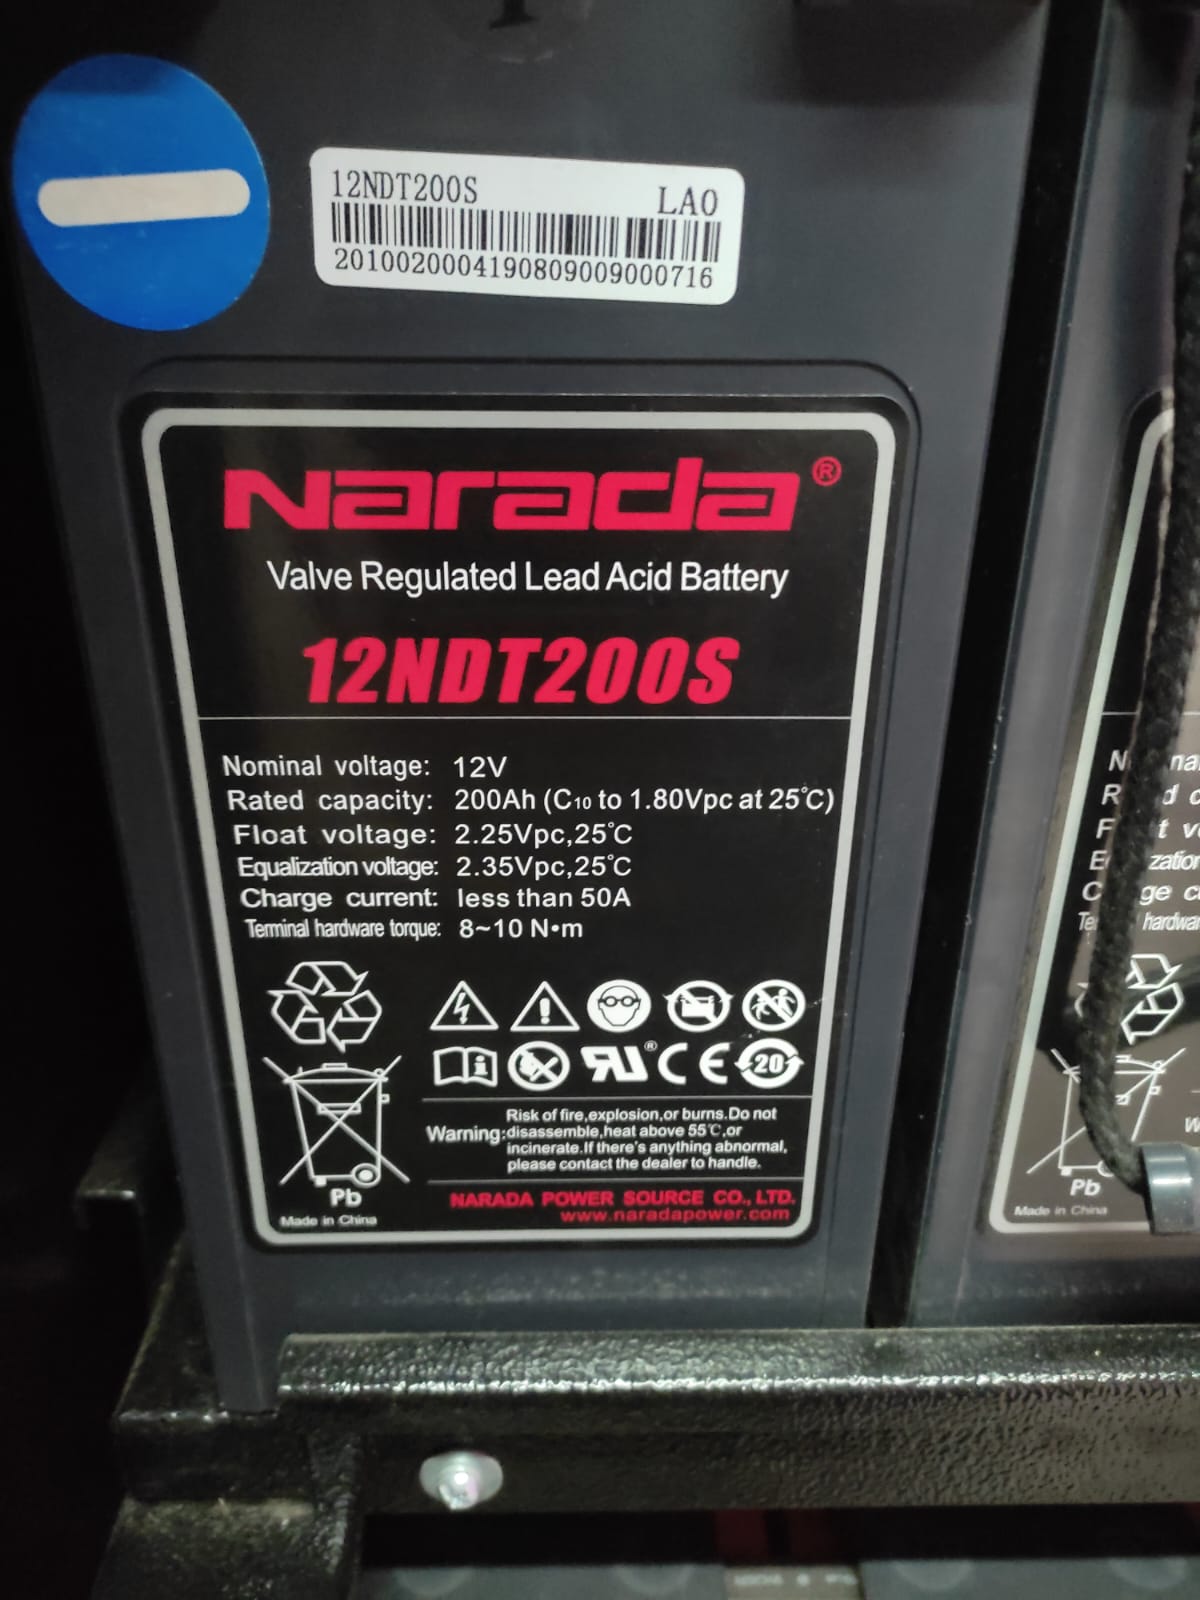 12NDT200S LAO
2010020004190809009000716
Narada®
Valve Regulated Lead Acid Battery
12NDT200S
Nominal voltage: 12V
Rated capacity: 200Ah (C10 to 1.80Vpc at 25℃)
Float voltage: 2.25Vpc,25℃
Equalization voltage: 2.35Vpc,25℃
Charge current: less than 50A
Terminal hardware torque: 8~10 N•m
20
Warning: Risk of fire,explosion,or burns.Do not
disassemble,heat above 55℃,or
incinerate.If there's anything abnormal,
please contact the dealer to handle.
Pb
Made in China
NARADA POWER SOURCE CO., LTD.
www.naradapower.com
Pb
Made in China